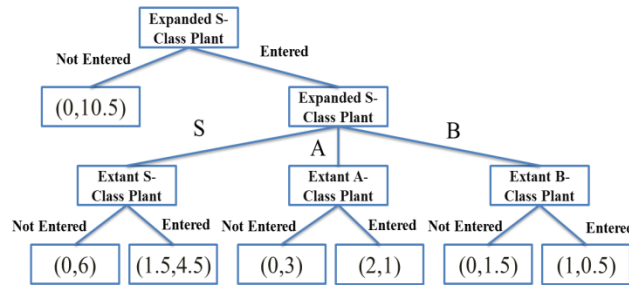 Expanded S-
Class Plant
Not Entered
Entered
(0,10.5)
Expanded S-
Class Plant
S
A
B
Extant S-
Class Plant
Extant A-
Class Plant
Extant B-
Class Plant
Not Entered
Entered
Not Entered
Entered
Not Entered
Entered
(0,6)
(1.5,4.5)
(0,3)
(2,1)
(0,1.5)
(1,0.5)